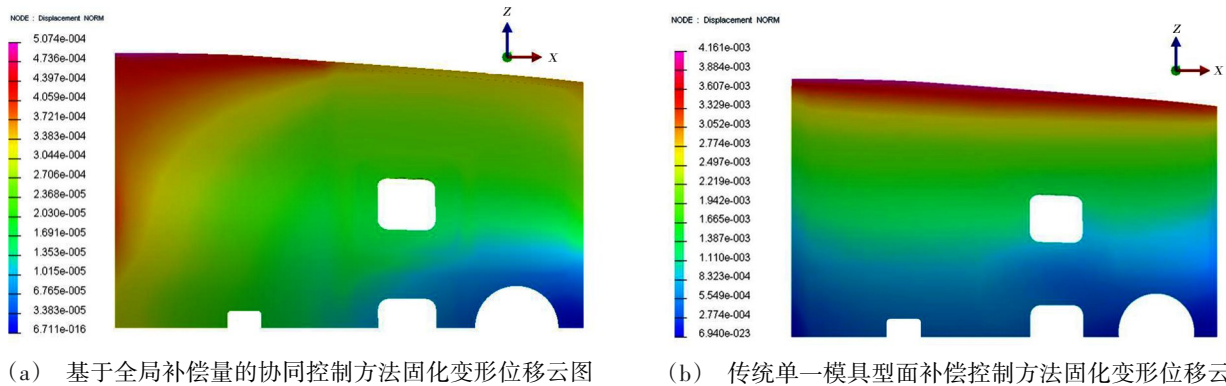 NODE : Displacement NORM
5.074e-004
4.736e-004
4.397e-004
4.059e-004
3.721e-004
3.383e-004
3.044e-004
2.706e-004
2.368e-005
2.030e-005
1.691e-005
1.353e-005
1.015e-005
6.765e-005
3.383e-005
6.711e-016
Z
X
(a) 基于全局补偿量的协同控制方法固化变形位移云图
NODE : Displacement NORM
4.161e-003
3.884e-003
3.607e-003
3.329e-003
3.052e-003
2.774e-003
2.497e-003
2.219e-003
1.942e-003
1.665e-003
1.387e-003
1.110e-003
8.323e-004
5.549e-004
2.774e-004
6.940e-023
Z
X
(b) 传统单一模具型面补偿控制方法固化变形位移云